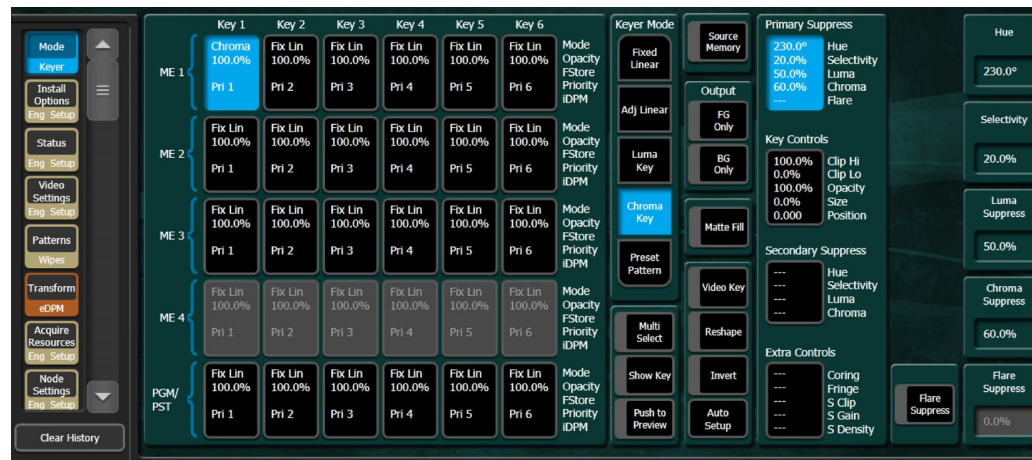 Mode
Keyer
Install
Options
Eng Setup
Status
Eng Setup
Video
Settings
Eng Setup
Patterns
Wipes
Transform
eDPM
Acquire
Resources
Eng Setup
Node
Settings
Eng Setup
Clear History
Key 1 Key 2 Key 3 Key 4 Key 5 Key 6
ME 1
Chroma Fix Lin Fix Lin Fix Lin Fix Lin Fix Lin Mode
100.0% 100.0% 100.0% 100.0% 100.0% 100.0% Opacity
FStore
Pri 1 Pri 2 Pri 3 Pri 4 Pri 5 Pri 6 Priority
iDPM
ME 2
Fix Lin Fix Lin Fix Lin Fix Lin Fix Lin Fix Lin Mode
100.0% 100.0% 100.0% 100.0% 100.0% 100.0% Opacity
FStore
Pri 1 Pri 2 Pri 3 Pri 4 Pri 5 Pri 6 Priority
iDPM
ME 3
Fix Lin Fix Lin Fix Lin Fix Lin Fix Lin Fix Lin Mode
100.0% 100.0% 100.0% 100.0% 100.0% 100.0% Opacity
FStore
Pri 1 Pri 2 Pri 3 Pri 4 Pri 5 Pri 6 Priority
iDPM
ME 4
Fix Lin Fix Lin Fix Lin Fix Lin Fix Lin Fix Lin Mode
100.0% 100.0% 100.0% 100.0% 100.0% 100.0% Opacity
FStore
Pri 1 Pri 2 Pri 3 Pri 4 Pri 5 Pri 6 Priority
iDPM
PGM/
PST
Fix Lin Fix Lin Fix Lin Fix Lin Fix Lin Fix Lin Mode
100.0% 100.0% 100.0% 100.0% 100.0% 100.0% Opacity
FStore
Pri 1 Pri 2 Pri 3 Pri 4 Pri 5 Pri 6 Priority
iDPM
Keyer Mode
Fixed
Linear
Adj Linear
Luma
Key
Chroma
Key
Preset
Pattern
Multi
Select
Show Key
Push to
Preview
Source
Memory
Output
FG
Only
BG
Only
Matte Fill
Video Key
Reshape
Invert
Auto
Setup
Primary Suppress
230.0° Hue
20.0% Selectivity
50.0% Luma
60.0% Chroma
--- Flare
Key Controls
100.0% Clip Hi
0.0% Clip Lo
100.0% Opacity
0.0% Size
0.000 Position
Secondary Suppress
--- Hue
--- Selectivity
--- Luma
--- Chroma
Extra Controls
--- Coring
--- Fringe
--- S Clip
--- S Gain
--- S Density
Flare
Suppress
Hue
230.0°
Selectivity
20.0%
Luma
Suppress
50.0%
Chroma
Suppress
60.0%
Flare
Suppress
0.0%